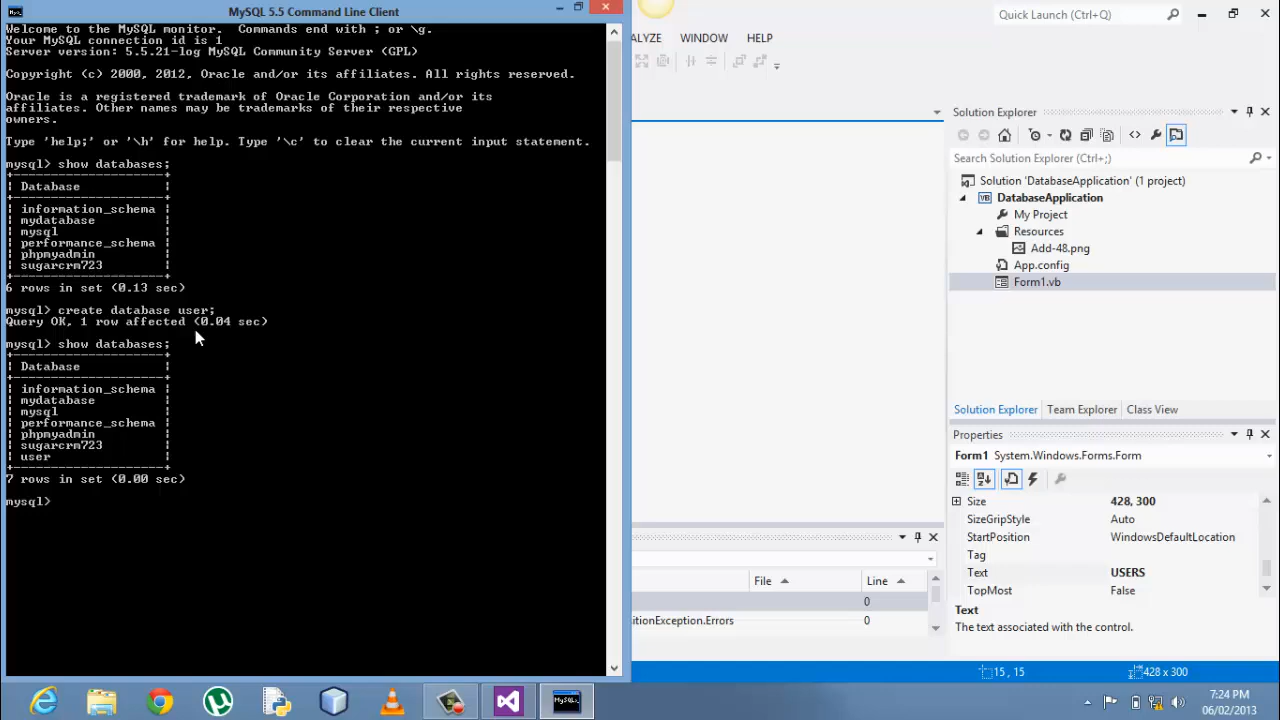 MySQL 5.5 Command Line Client
Welcome to the MySQL monitor.  Commands end with ; or \g.
Your MySQL connection id is 1
Server version: 5.5.21-log MySQL Community Server (GPL)
Copyright (c) 2000, 2012, Oracle and/or its affiliates. All rights reserved.
Oracle is a registered trademark of Oracle Corporation and/or its
affiliates. Other names may be trademarks of their respective
owners.
Type 'help;' or '\h' for help. Type '\c' to clear the current input statement.
mysql> show databases;
+--------------------+
| Database           |
+--------------------+
| information_schema |
| mydatabase         |
| mysql              |
| performance_schema |
| phpmyadmin         |
| sugarcrm723        |
+--------------------+
6 rows in set (0.13 sec)
mysql> create database user;
Query OK, 1 row affected (0.04 sec)
mysql> show databases;
+--------------------+
| Database           |
+--------------------+
| information_schema |
| mydatabase         |
| mysql              |
| performance_schema |
| phpmyadmin         |
| sugarcrm723        |
| user               |
+--------------------+
7 rows in set (0.00 sec)
mysql>
Quick Launch (Ctrl+Q)
ALYZE WINDOW HELP
Solution Explorer
Search Solution Explorer (Ctrl+;)
Solution 'DatabaseApplication' (1 project)
VB DatabaseApplication
My Project
Resources
Add-48.png
App.config
Form1.vb
Solution Explorer Team Explorer Class View
Properties
Form1 System.Windows.Forms.Form
Size 428, 300
SizeGripStyle Auto
StartPosition WindowsDefaultLocation
Tag
Text USERS
TopMost False
Text
The text associated with the control.
File Line
0
itionException.Errors 0
15, 15 428 x 300
7:24 PM
06/02/2013